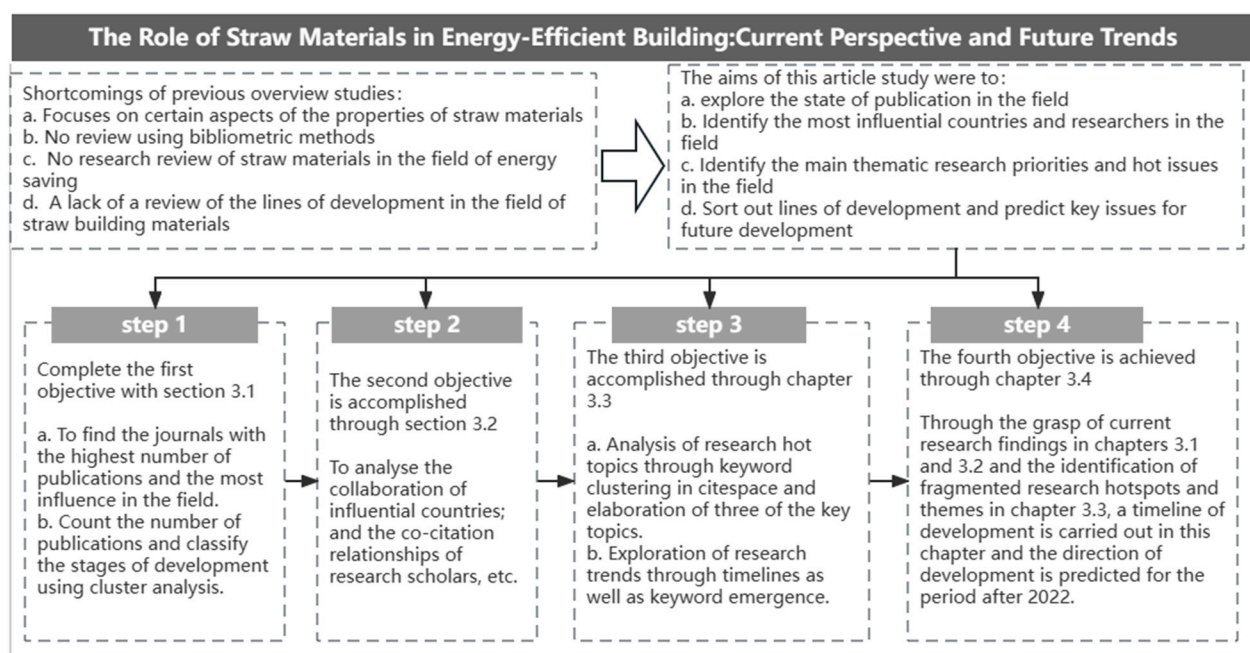 The Role of Straw Materials in Energy-Efficient Building:Current Perspective and Future Trends
Shortcomings of previous overview studies:
a. Focuses on certain aspects of the properties of straw materials
b. No review using bibliometric methods
c. No research review of straw materials in the field of energy
saving
d. A lack of a review of the lines of development in the field of
straw building materials
The aims of this article study were to:
a. explore the state of publication in the field
b. Identify the most influential countries and researchers in the
field
c. Identify the main thematic research priorities and hot issues
in the field
d. Sort out lines of development and predict key issues for
future development
step 1
Complete the first
objective with section 3.1
a. To find the journals with
the highest number of
publications and the most
influence in the field.
b. Count the number of
publications and classify
the stages of development
using cluster analysis.
step 2
The second objective
is accomplished
through section 3.2
To analyse the
collaboration of
influential countries;
and the co-citation
relationships of
research scholars, etc.
step 3
The third objective is
accomplished through chapter
3.3
a. Analysis of research hot
topics through keyword
clustering in citespace and
elaboration of three of the key
topics.
b. Exploration of research
trends through timelines as
well as keyword emergence.
step 4
The fourth objective is achieved
through chapter 3.4
Through the grasp of current
research findings in chapters 3.1
and 3.2 and the identification of
fragmented research hotspots and
themes in chapter 3.3, a timeline of
development is carried out in this
chapter and the direction of
development is predicted for the
period after 2022.